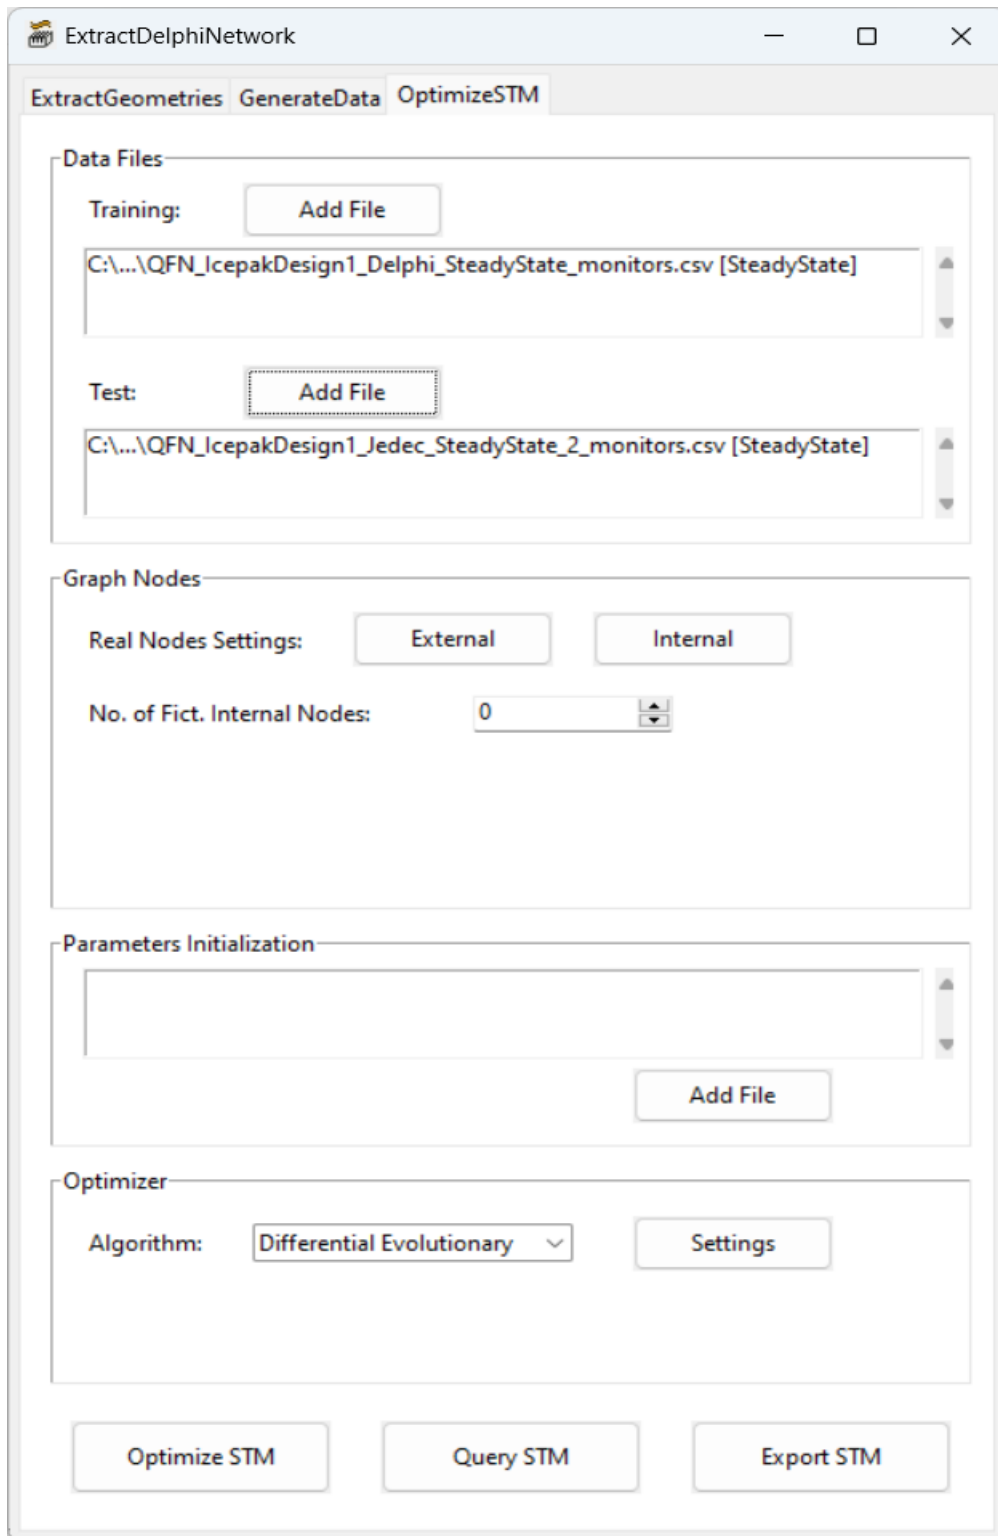 ExtractDelphiNetwork
ExtractGeometries GenerateData OptimizeSTM
Data Files
Training: Add File
C:\...\QFN_IcepakDesign1_Delphi_SteadyState_monitors.csv [SteadyState]
Test: Add File
C:\...\QFN_IcepakDesign1_Jedec_SteadyState_2_monitors.csv [SteadyState]
Graph Nodes
Real Nodes Settings: External Internal
No. of Fict. Internal Nodes: 0
Parameters Initialization
Add File
Optimizer
Algorithm: Differential Evolutionary Settings
Optimize STM Query STM Export STM